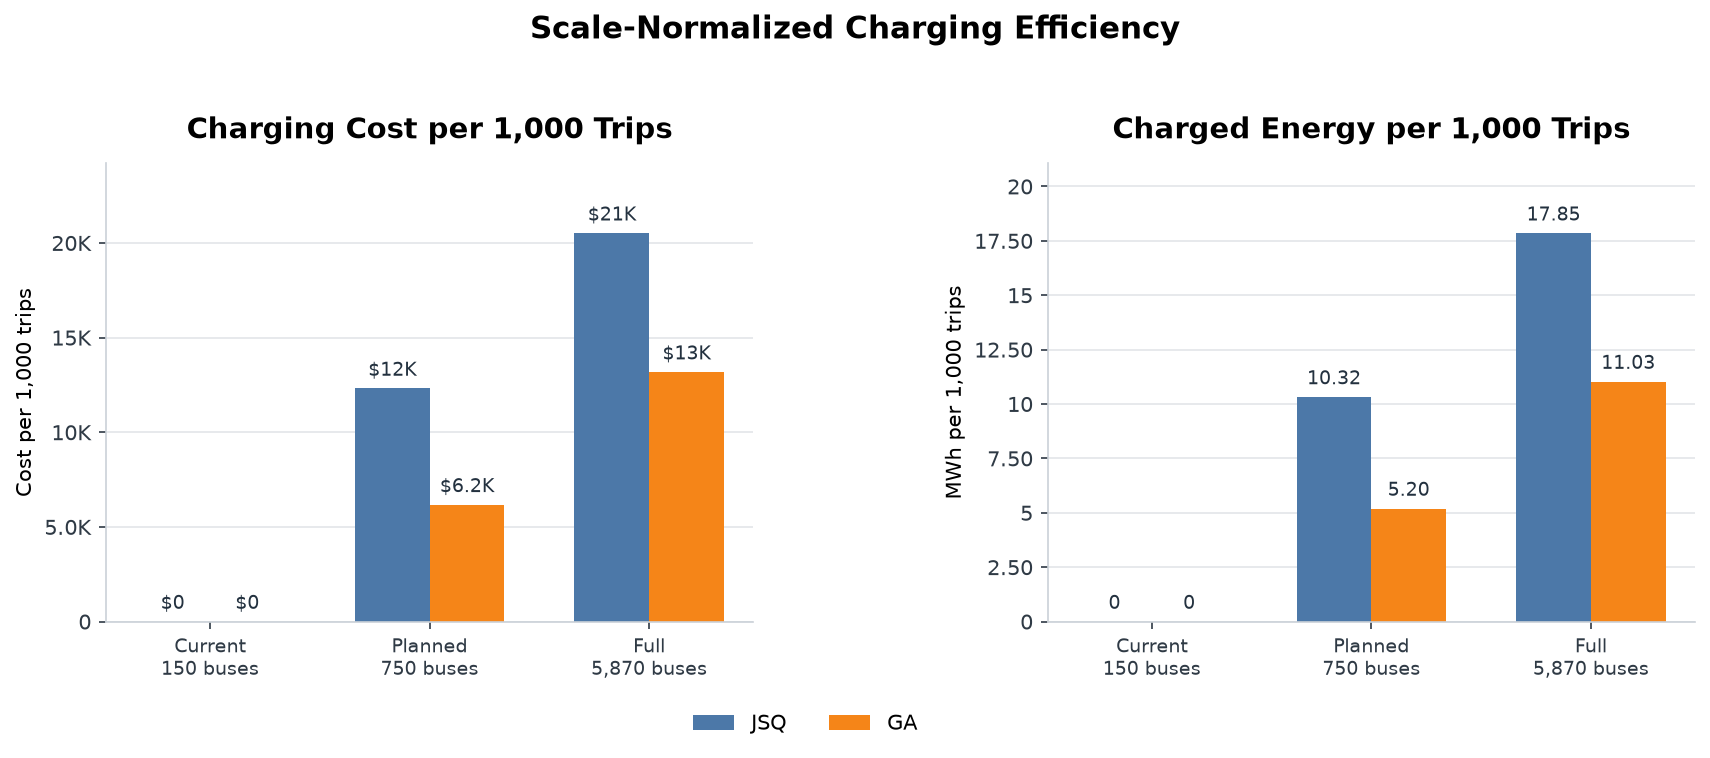 Scale-Normalized Charging Efficiency
Charging Cost per 1,000 Trips
Cost per 1,000 trips
20K
15K
10K
5.0K
0
$0
$0
$12K
$6.2K
$21K
$13K
Current
150 buses
Planned
750 buses
Full
5,870 buses
Charged Energy per 1,000 Trips
MWh per 1,000 trips
20
17.50
15
12.50
10
7.50
5
2.50
0
0
0
10.32
5.20
17.85
11.03
Current
150 buses
Planned
750 buses
Full
5,870 buses
JSQ
GA